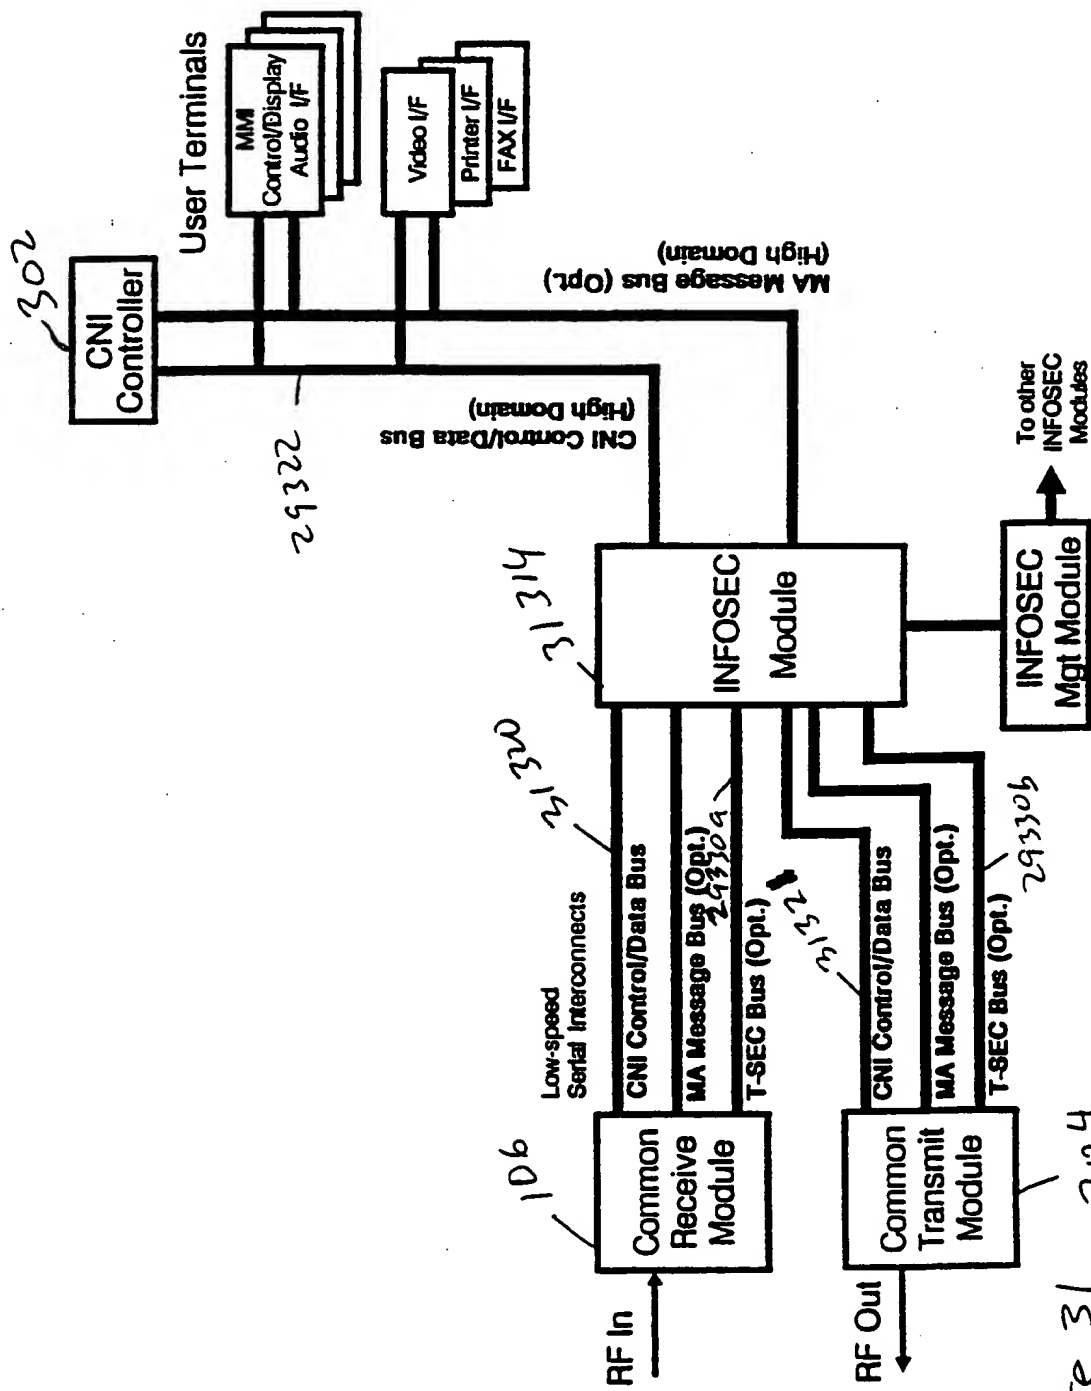 302
CNI
Controller
User Terminals
MMI
Control/Display
Audio I/F
Video I/F
Printer I/F
FAX I/F
29322
CNI Control/Data Bus
(High Domain)
MA Message Bus (Opt.)
(High Domain)
31314
INFOSEC
Module
INFOSEC
Mgt Module
To other
INFOSEC
Modules
31320
Low-speed
Serial Interconnects
CNI Control/Data Bus
MA Message Bus (Opt.)
29330a
T-SEC Bus (Opt.)
3132
CNI Control/Data Bus
MA Message Bus (Opt.)
T-SEC Bus (Opt.)
29330b
106
Common
Receive
Module
RF In
Common
Transmit
Module
RF Out
31